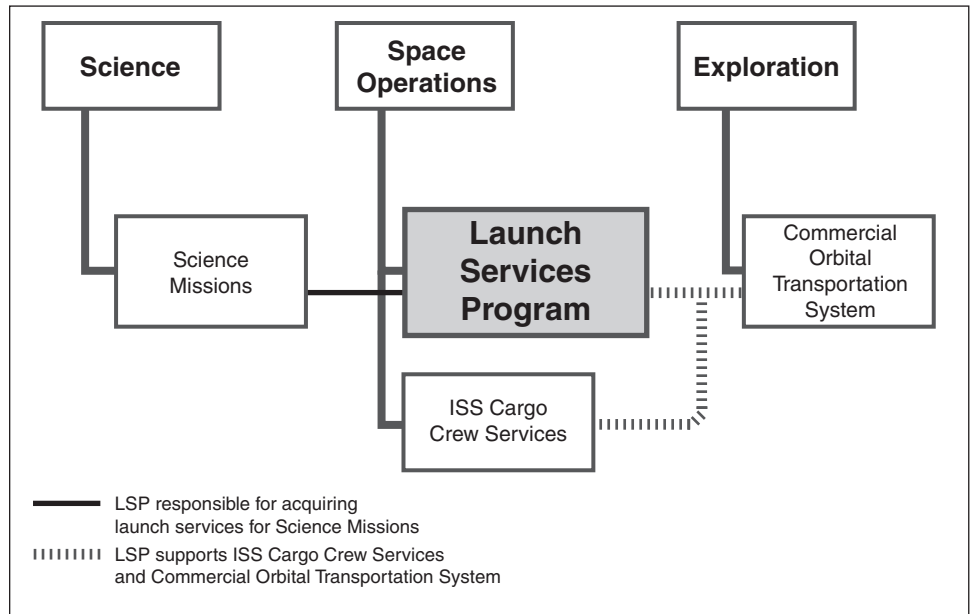 Science
Space
Operations
Exploration
Science
Missions
Launch
Services
Program
Commercial
Orbital
Transportation
System
ISS Cargo
Crew Services
LSP responsible for acquiring
launch services for Science Missions
LSP supports ISS Cargo Crew Services
and Commercial Orbital Transportation System